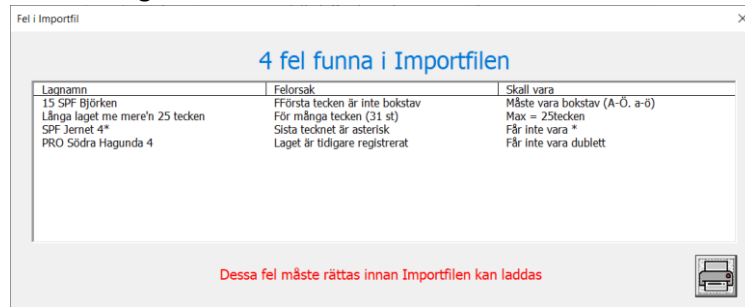 Fel i Importfil
4 fel funna i Importfilen
Lagnamn Felorsak Skall vara
15 SPF Björken FFörsta tecken är inte bokstav Måste vara bokstav (A-Ö. a-ö)
Långa laget me mere'n 25 tecken För många tecken (31 st) Max = 25tecken
SPF Jernet 4* Sista tecknet är asterisk Får inte vara *
PRO Södra Hagunda 4 Laget är tidigare registrerat Får inte vara dublett
Dessa fel måste rättas innan Importfilen kan laddas